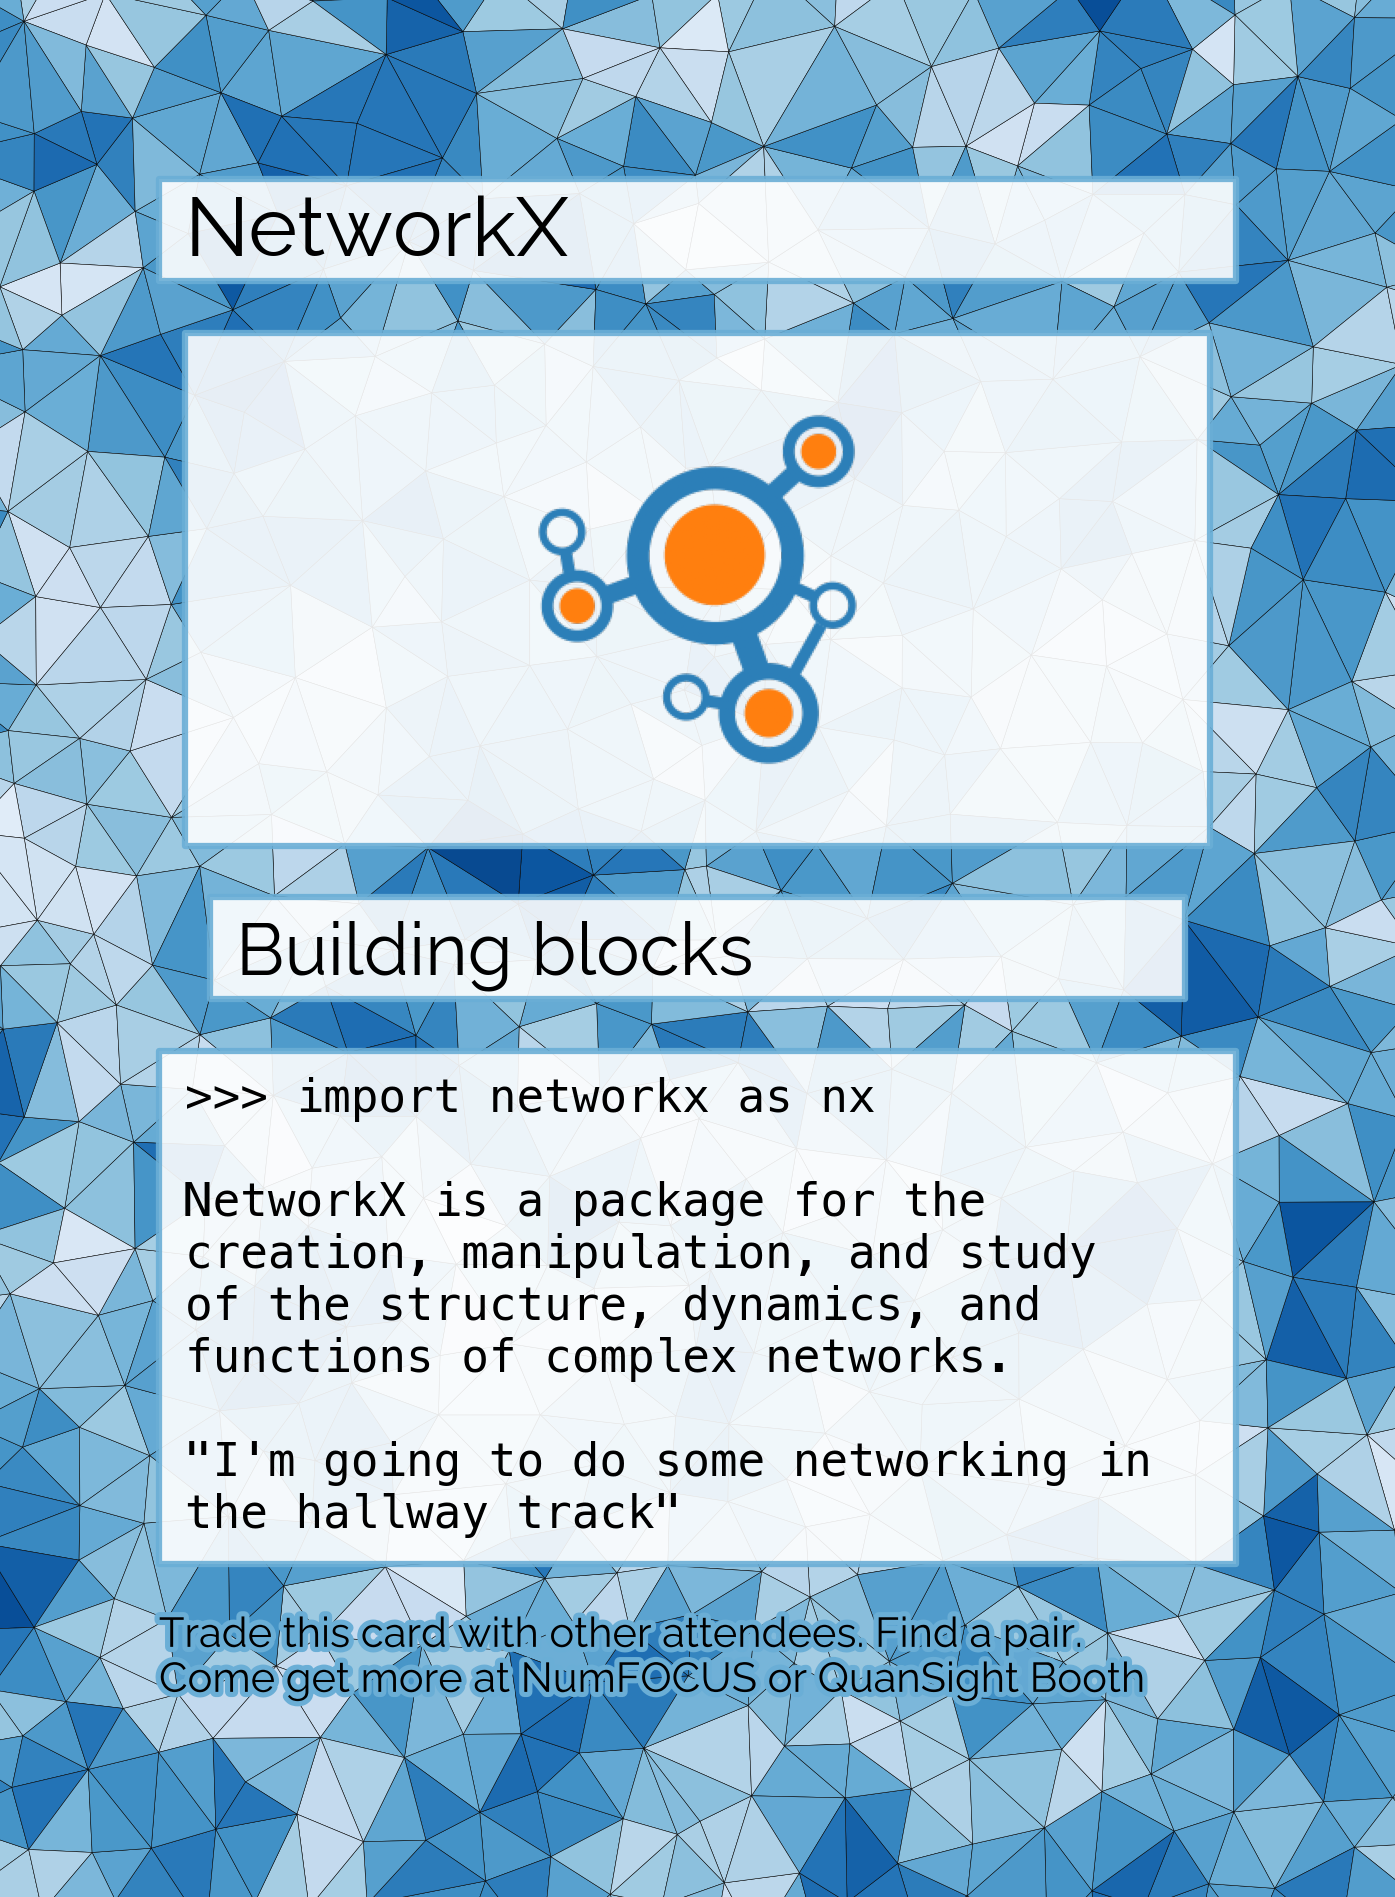 NetworkX
Building blocks
>>> import networkx as nx
NetworkX is a package for the
creation, manipulation, and study
of the structure, dynamics, and
functions of complex networks.
"I'm going to do some networking in
the hallway track"
Trade this card with other attendees. Find a pair.
Come get more at NumFOCUS or QuanSight Booth